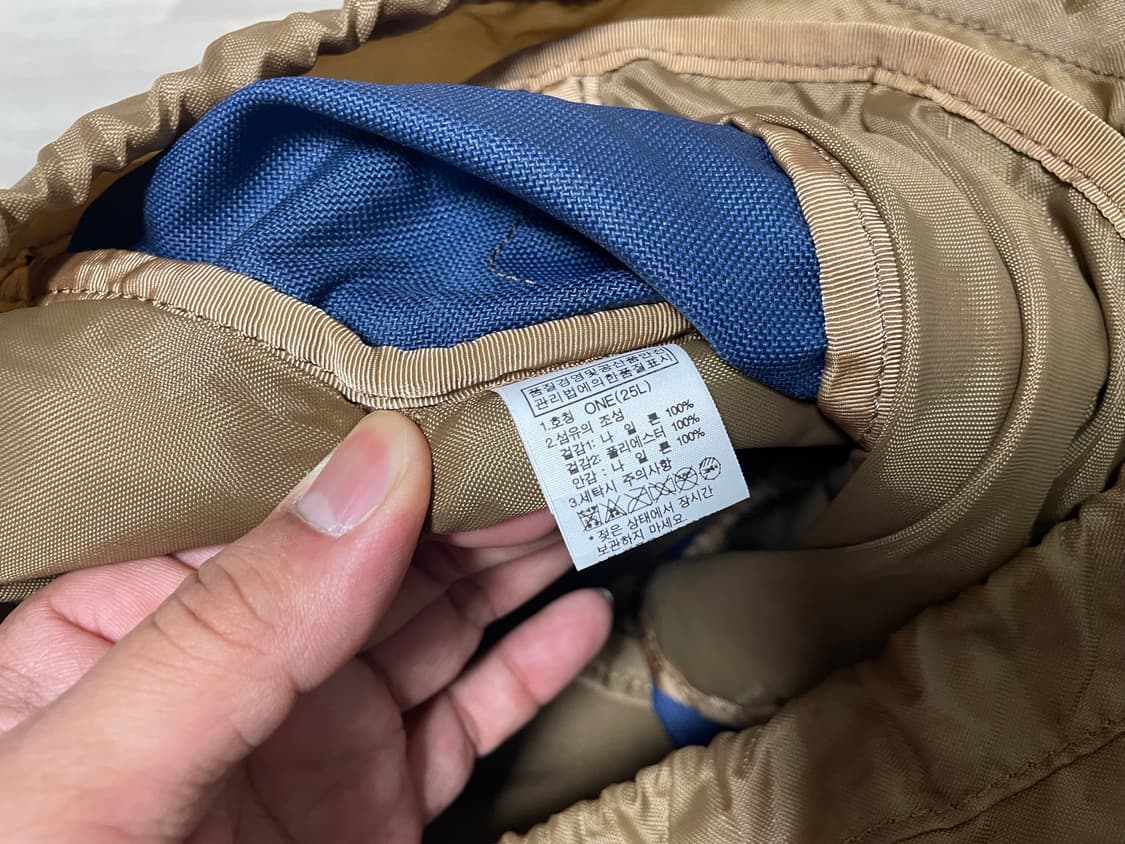 품질경영및공산품안전
관리법에의한품질표시
1.호칭 ONE(25L)
2.섬유의 조성
겉감1: 나 일 론 100%
겉감2: 폴리에스터 100%
안감 : 나 일 론 100%
3.세탁시 주의사항
* 젖은 상태에서 장시간
보관하지 마세요.